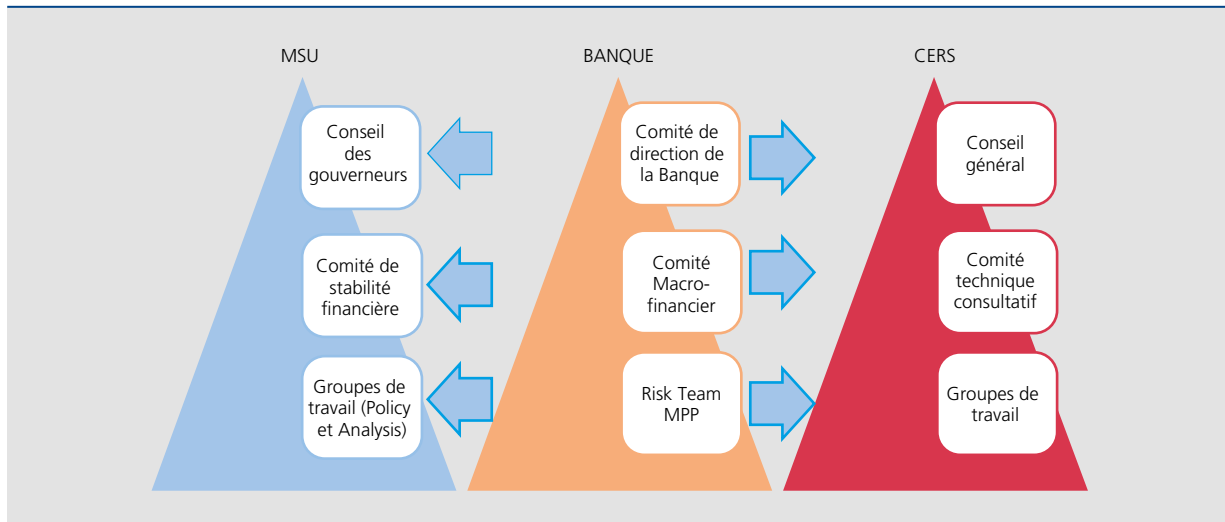 MSU
BANQUE
CERS
Conseil
des
gouverneurs
Comité de
direction de
la Banque
Conseil
général
Comité de
stabilité
financière
Comité
Macro-
financier
Comité
technique
consultatif
Groupes de
travail (Policy
et Analysis)
Risk Team
MPP
Groupes de
travail